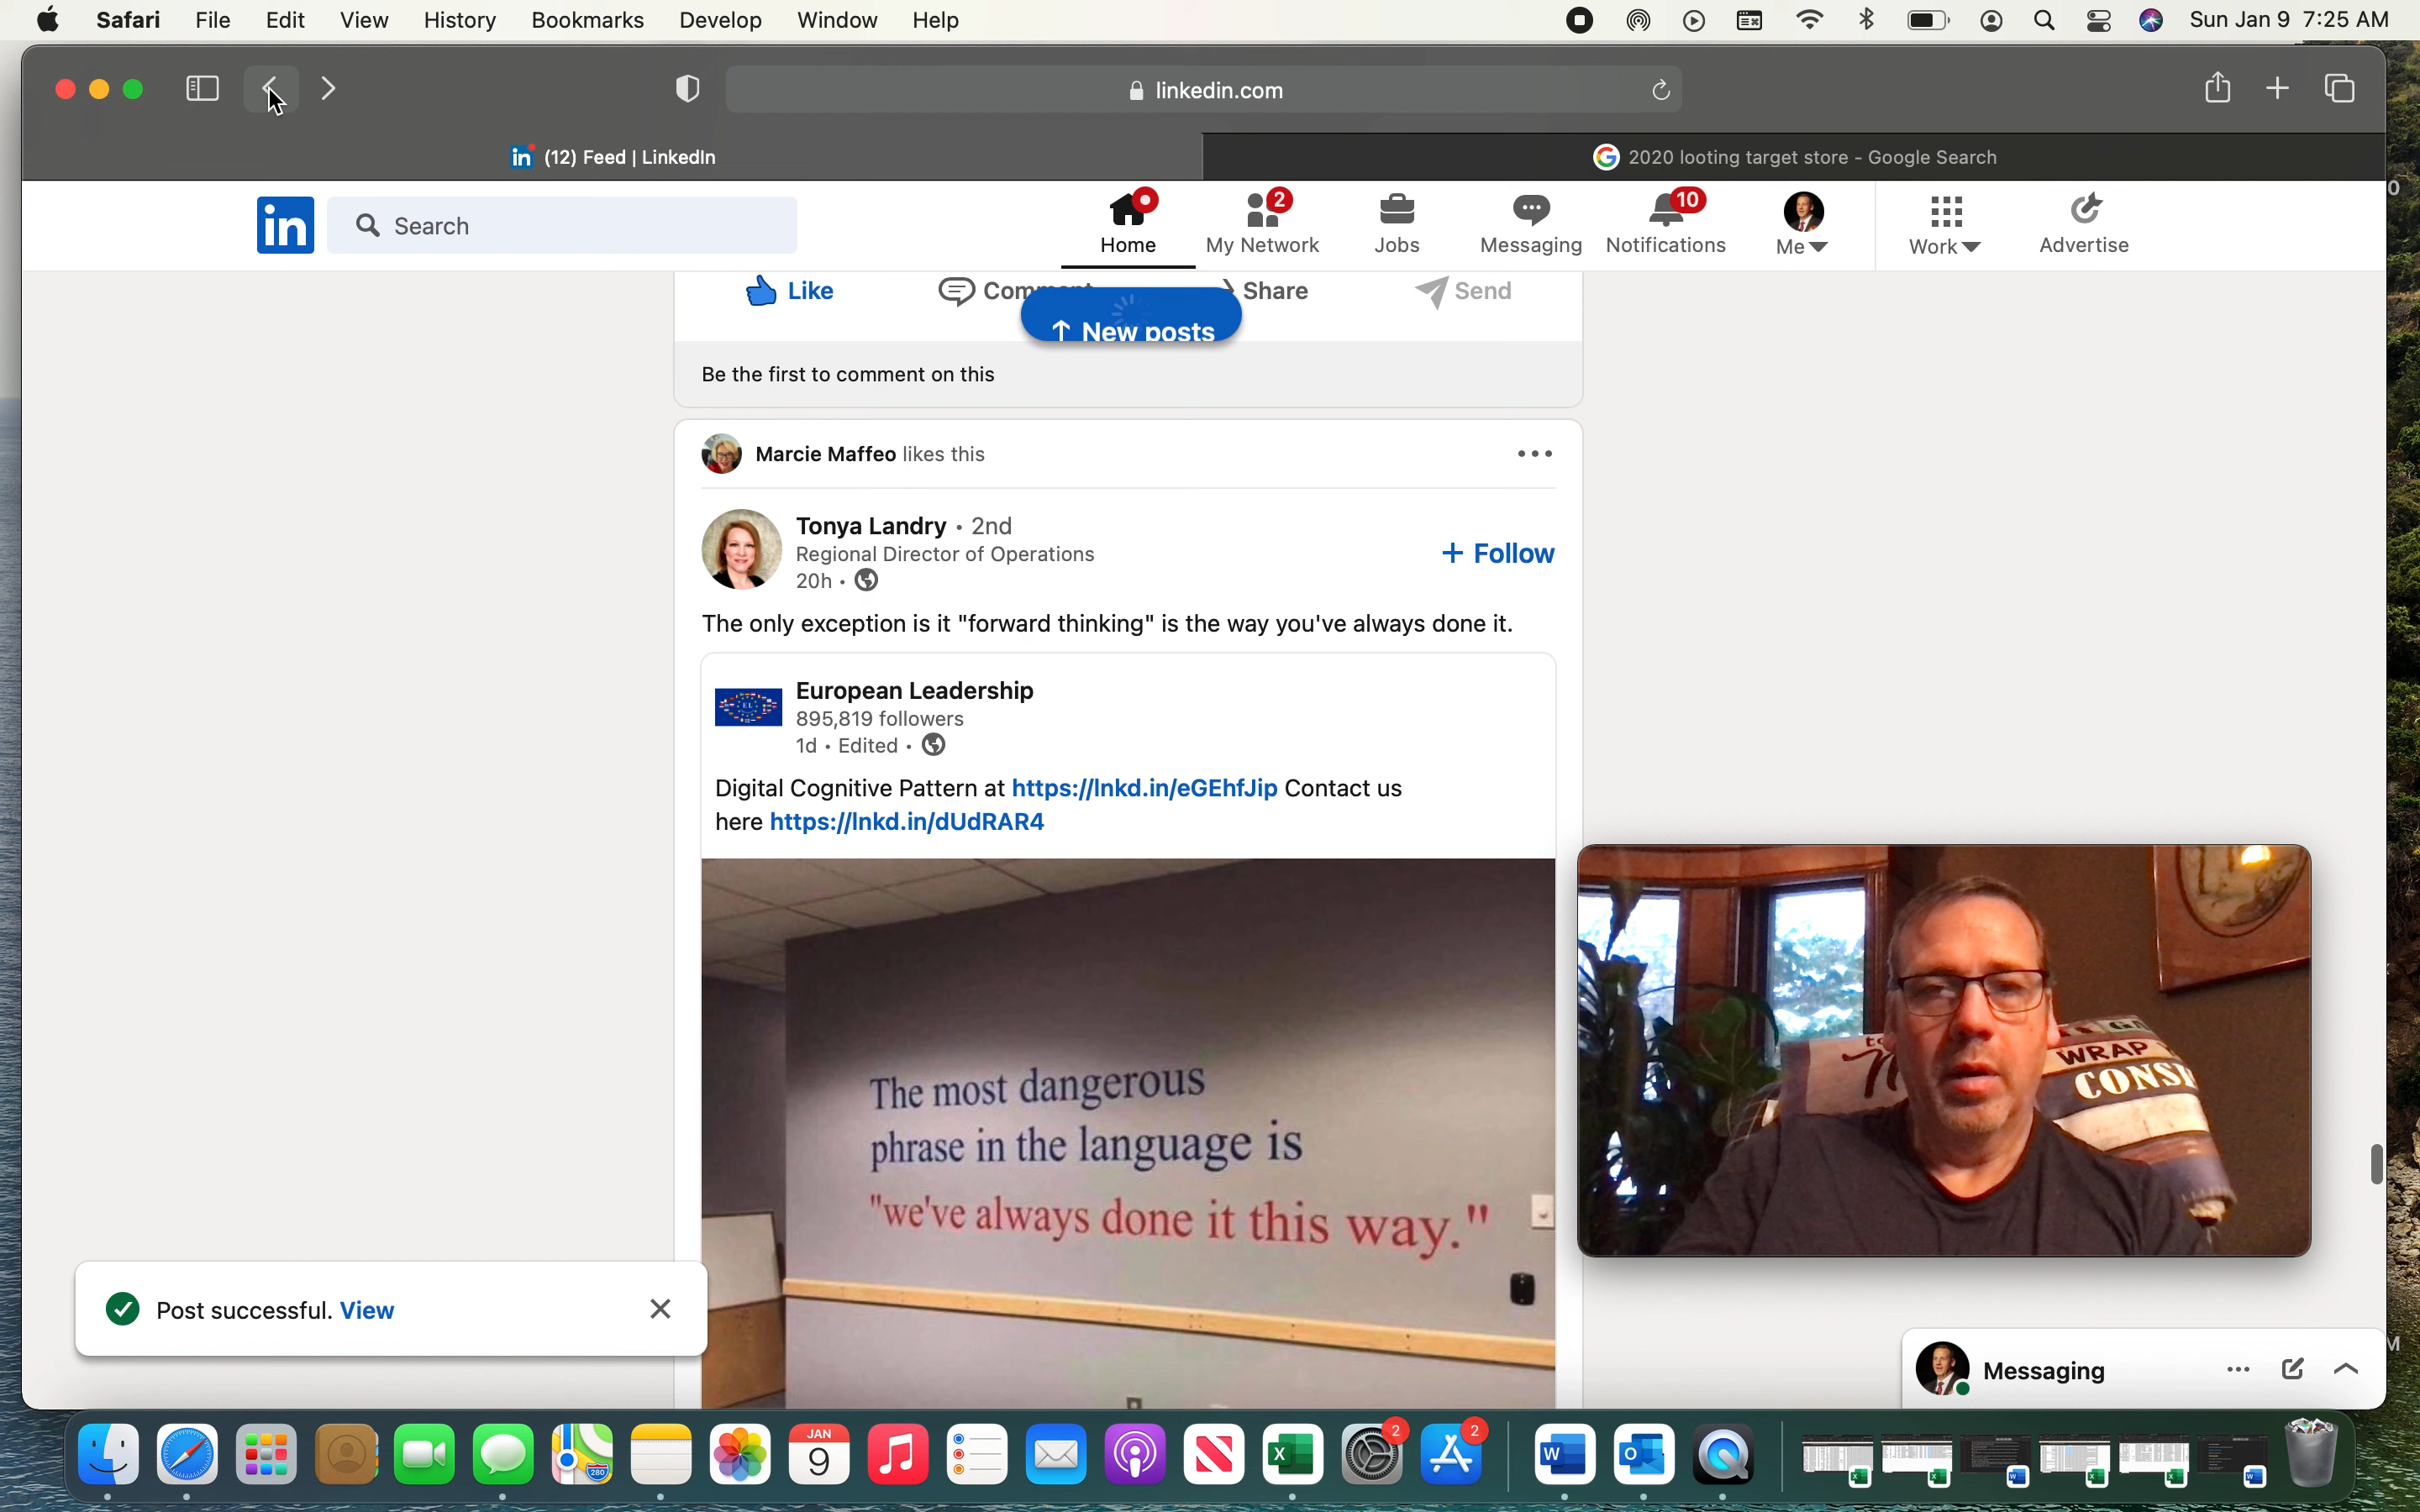 Safari File Edit View History Bookmarks Develop Window Help Sun Jan 9 7:25 AM
linkedin.com
in (12) Feed | LinkedIn
G 2020 looting target store - Google Search
in Search
2 10
Home My Network Jobs Messaging Notifications Me Work Advertise
Like Share Send
↑ New posts
Be the first to comment on this
Marcie Maffeo likes this
Tonya Landry • 2nd
Regional Director of Operations
20h •
+ Follow
The only exception is it "forward thinking" is the way you've always done it.
European Leadership
895,819 followers
1d • Edited •
Digital Cognitive Pattern at https://lnkd.in/eGEhfJip Contact us
here https://lnkd.in/dUdRAR4
The most dangerous
phrase in the language is
"we've always done it this way."
WRAP
Post successful. View
Messaging
JAN
9
280
2
2